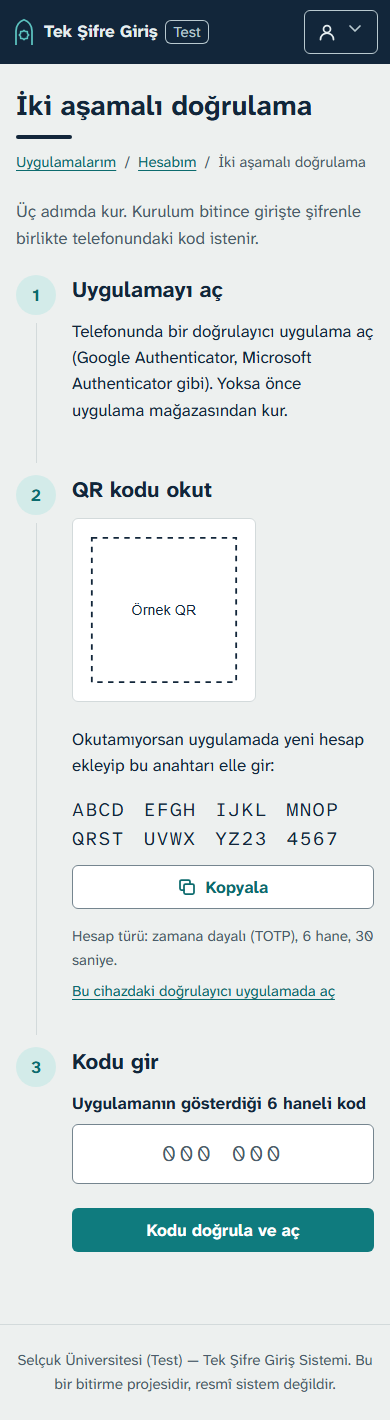 Tek Şifre Giriş Test
İki aşamalı doğrulama
Uygulamalarım / Hesabım / İki aşamalı doğrulama
Üç adımda kur. Kurulum bitince girişte şifrenle
birlikte telefonundaki kod istenir.
1 Uygulamayı aç
Telefonunda bir doğrulayıcı uygulama aç
(Google Authenticator, Microsoft
Authenticator gibi). Yoksa önce
uygulama mağazasından kur.
2 QR kodu okut
Örnek QR
Okutamıyorsan uygulamada yeni hesap
ekleyip bu anahtarı elle gir:
ABCD EFGH IJKL MNOP
QRST UVWX YZ23 4567
Kopyala
Hesap türü: zamana dayalı (TOTP), 6 hane, 30
saniye.
Bu cihazdaki doğrulayıcı uygulamada aç
3 Kodu gir
Uygulamanın gösterdiği 6 haneli kod
000 000
Kodu doğrula ve aç
Selçuk Üniversitesi (Test) — Tek Şifre Giriş Sistemi. Bu
bir bitirme projesidir, resmî sistem değildir.